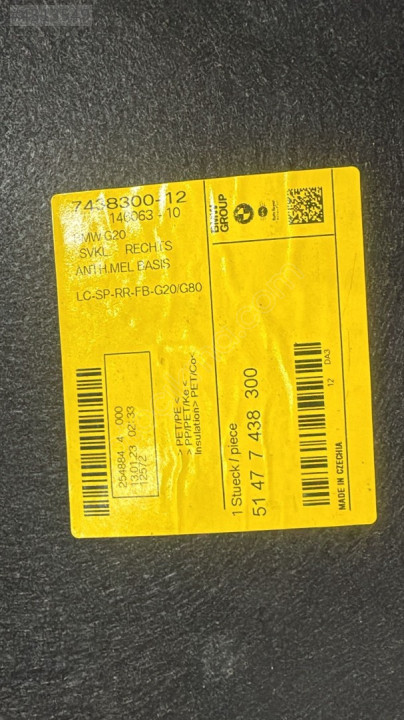 7438300-12
146063-10
BMW G20
SVKL. RECHTS
ANTH.MEL BASIS
LC-SP-RR-FB-G20/G80
254884 4 000
13.01.23 02:33
12572
> PET/PE <
> PP/PET/Ko <
Insulation> PET/Co<
BMW
GROUP
1 Stueck / piece
51 47 7 438 300
12 DA3
MADE IN CZECHIA